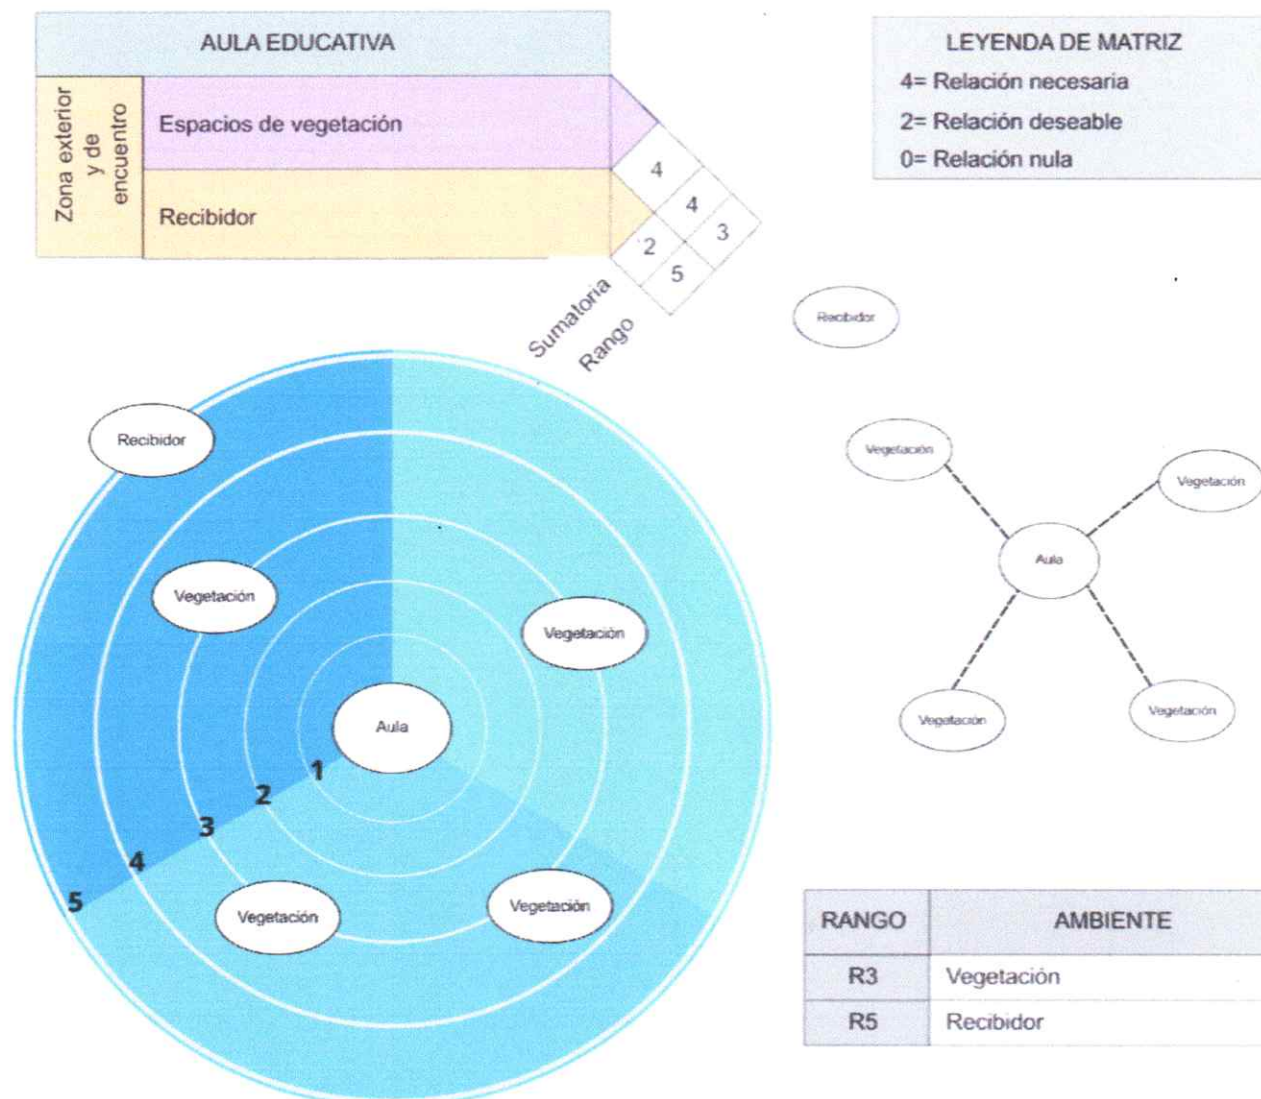 AULA EDUCATIVA
Zona exterior
y de
encuentro
Espacios de vegetación
Recibidor
4
4
2
3
5
Sumatoria
Rango
LEYENDA DE MATRIZ
4= Relación necesaria
2= Relación deseable
0= Relación nula
Recibidor
Vegetación
Vegetación
Aula
Vegetación
Vegetación
1
2
3
4
5
Recibidor
Vegetación
Vegetación
Aula
Vegetación
Vegetación
RANGO AMBIENTE
R3 Vegetación
R5 Recibidor